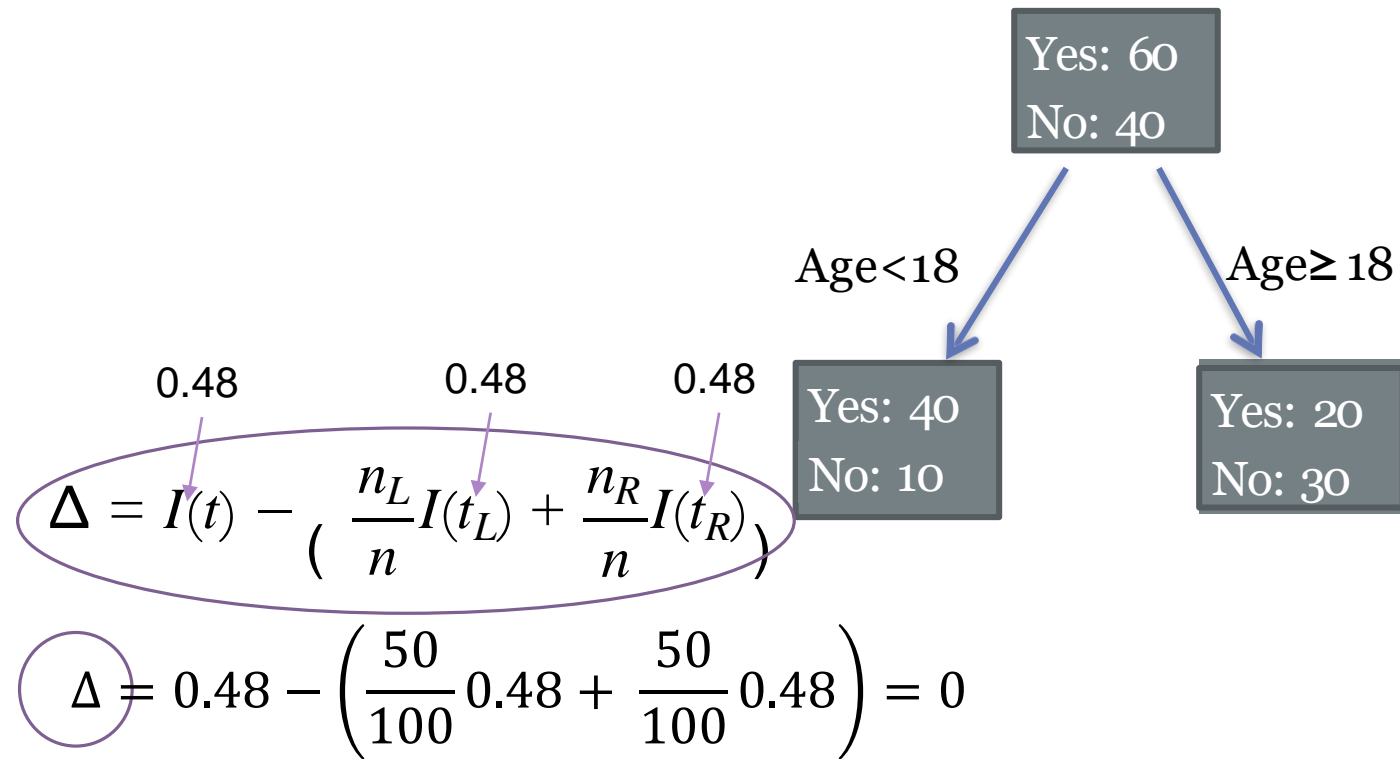 Yes: 60
No: 40
Age<18
Age≥ 18
0.48
0.48
0.48
Yes: 40
No: 10
Yes: 20
No: 30
Δ = I(t) − ( n_L/n I(t_L) + n_R/n I(t_R) )
Δ = 0.48 − (50/100 0.48 + 50/100 0.48) = 0